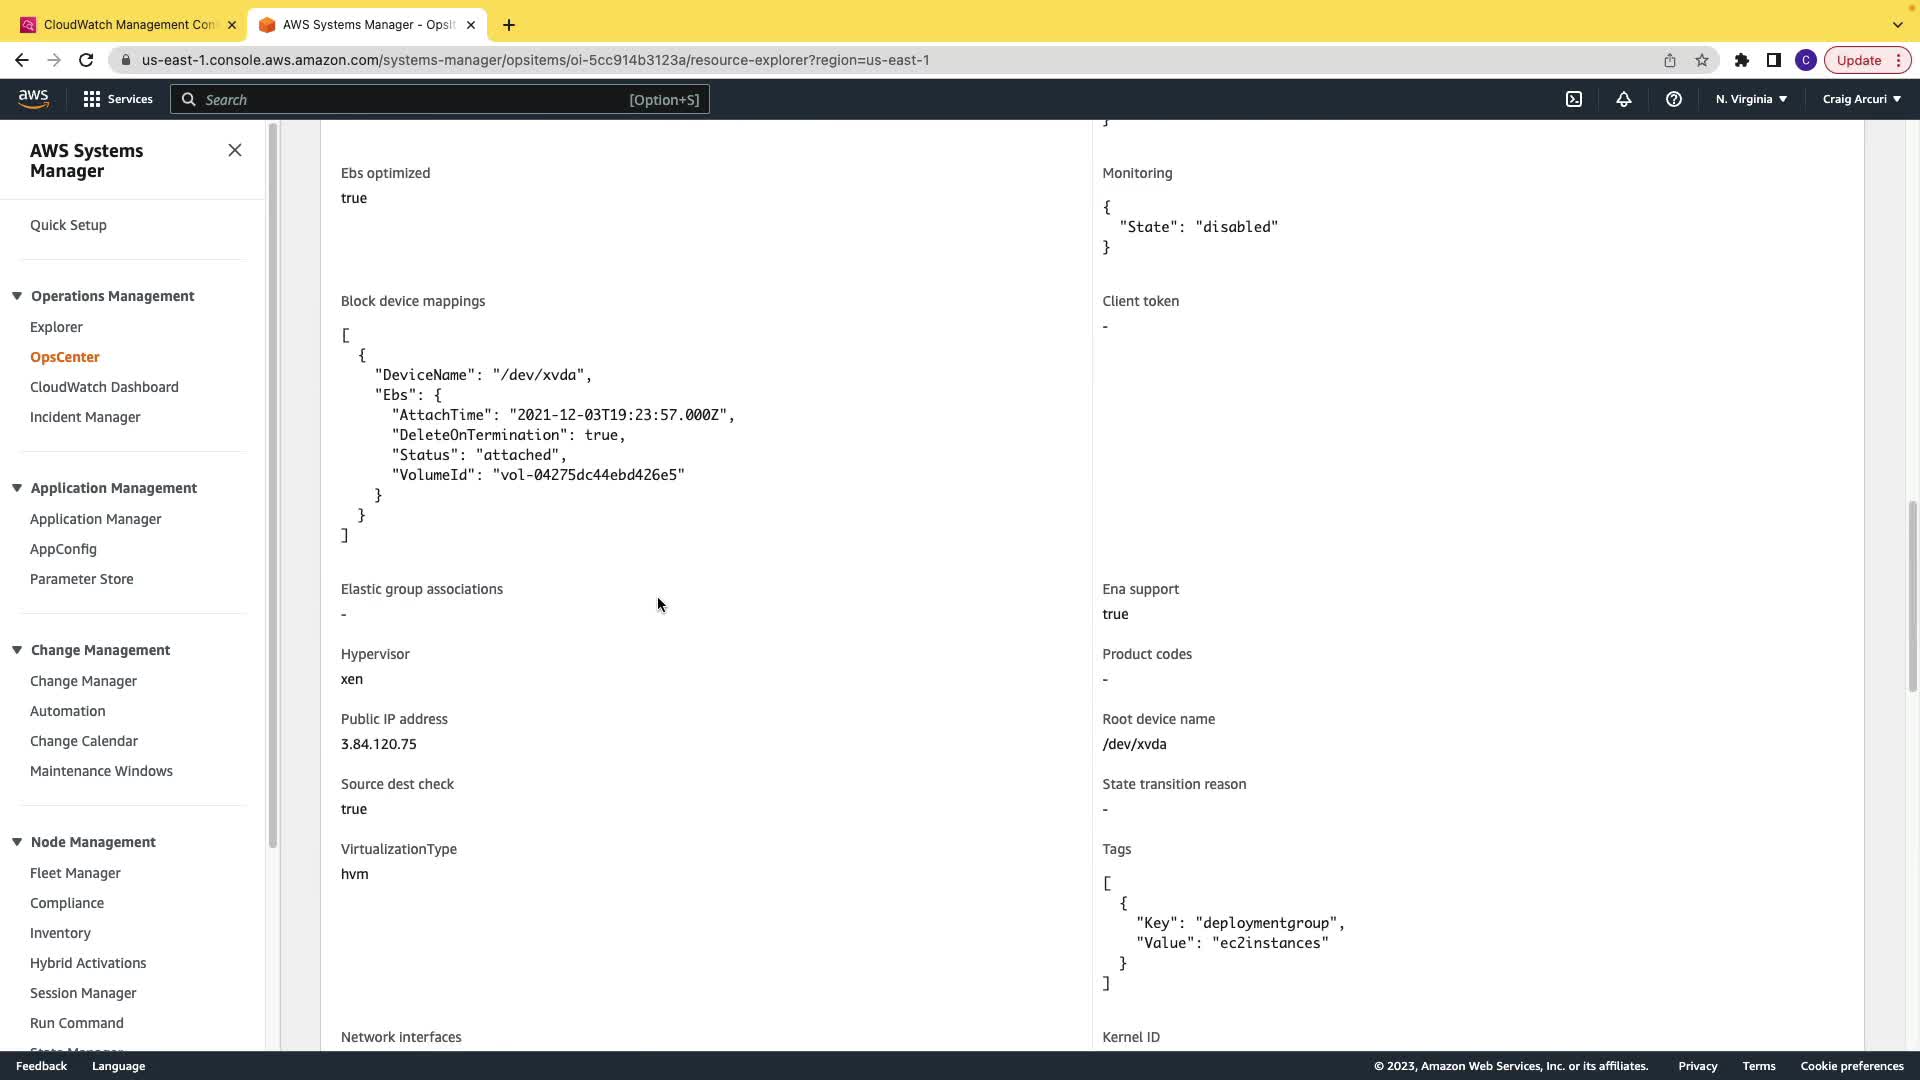 CloudWatch Management Con
AWS Systems Manager - OpsIt
us-east-1.console.aws.amazon.com/systems-manager/opsitems/oi-5cc914b3123a/resource-explorer?region=us-east-1
C
Update
aws
Services
Search
[Option+S]
N. Virginia
Craig Arcuri
AWS Systems
Manager
Quick Setup
Operations Management
Explorer
OpsCenter
CloudWatch Dashboard
Incident Manager
Application Management
Application Manager
AppConfig
Parameter Store
Change Management
Change Manager
Automation
Change Calendar
Maintenance Windows
Node Management
Fleet Manager
Compliance
Inventory
Hybrid Activations
Session Manager
Run Command
}
Ebs optimized
true
Monitoring
{
"State": "disabled"
}
Block device mappings
[
{
"DeviceName": "/dev/xvda",
"Ebs": {
"AttachTime": "2021-12-03T19:23:57.000Z",
"DeleteOnTermination": true,
"Status": "attached",
"VolumeId": "vol-04275dc44ebd426e5"
}
}
]
Client token
-
Elastic group associations
-
Ena support
true
Hypervisor
xen
Product codes
-
Public IP address
3.84.120.75
Root device name
/dev/xvda
Source dest check
true
State transition reason
-
VirtualizationType
hvm
Tags
[
{
"Key": "deploymentgroup",
"Value": "ec2instances"
}
]
Network interfaces
Kernel ID
Feedback
Language
© 2023, Amazon Web Services, Inc. or its affiliates.
Privacy
Terms
Cookie preferences